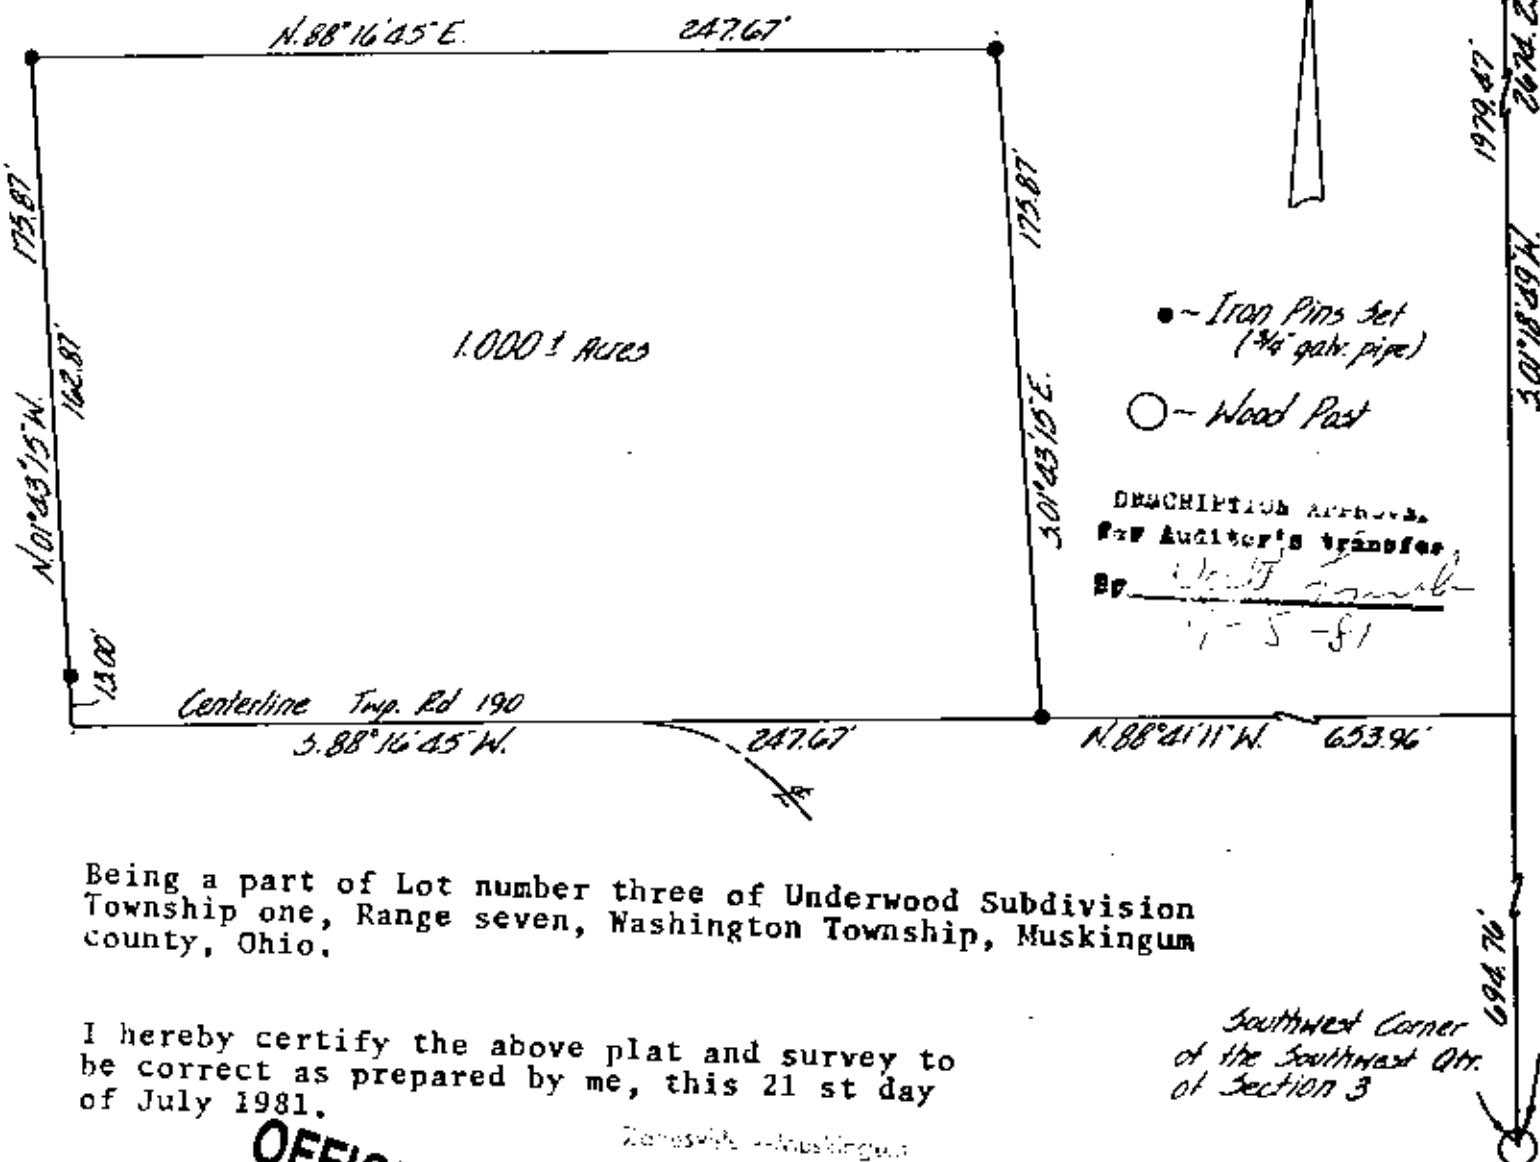 N.88°16'45"E. 247.67'
1979.47'
175.87'
162.87'
N.01°43'15"W.
13.00'
1.000± Acres
175.87'
S.01°43'15"E.
● ~ Iron Pins Set
(3/4" galv. pipe)
○ ~ Wood Post
S.01°18'49"W.
for Auditor's transfer
By
5 -81
Centerline Twp. Rd 190
S.88°16'45"W. 247.67'
N.88°41'11"W. 653.96'
Being a part of Lot number three of Underwood Subdivision
Township one, Range seven, Washington Township, Muskingum
county, Ohio.
694.76'
Southwest Corner
of the Southwest Qtr.
of Section 3
I hereby certify the above plat and survey to
be correct as prepared by me, this 21 st day
of July 1981.